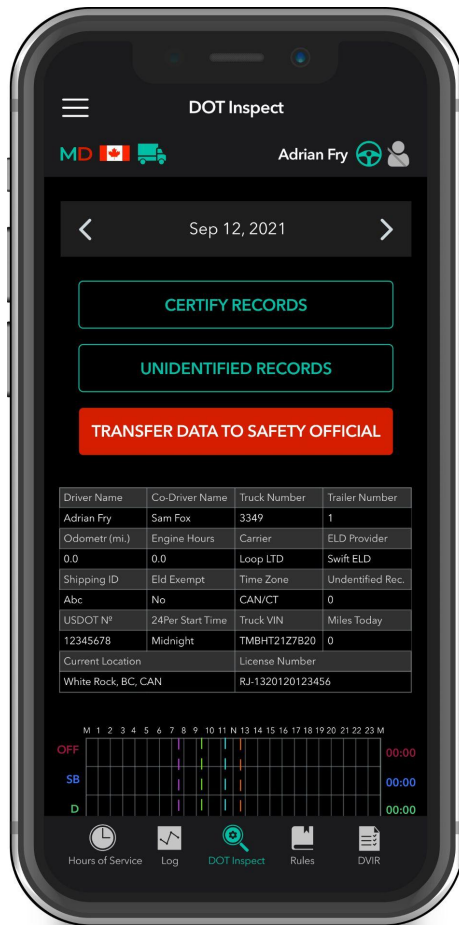 DOT Inspect
MD Adrian Fry
Sep 12, 2021
CERTIFY RECORDS
UNIDENTIFIED RECORDS
TRANSFER DATA TO SAFETY OFFICIAL
Driver Name Co-Driver Name Truck Number Trailer Number
Adrian Fry Sam Fox 3349 1
Odometr (mi.) Engine Hours Carrier ELD Provider
0.0 0.0 Loop LTD Swift ELD
Shipping ID Eld Exempt Time Zone Undentified Rec.
Abc No CAN/CT 0
USDOT Nº 24Per Start Time Truck VIN Miles Today
12345678 Midnight TMBHT21Z7B20 0
Current Location License Number
White Rock, BC, CAN RJ-1320120123456
M 1 2 3 4 5 6 7 8 9 10 11 N 13 14 15 16 17 18 19 20 21 22 23 M
OFF 00:00
SB 00:00
D 00:00
Hours of Service Log DOT Inspect Rules DVIR